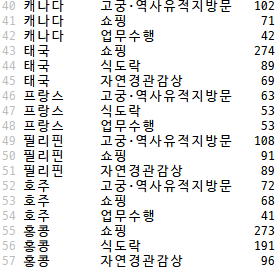 40 캐나다 고궁·역사유적지방문 102
41 캐나다 쇼핑 71
42 캐나다 업무수행 42
43 태국 쇼핑 274
44 태국 식도락 89
45 태국 자연경관감상 69
46 프랑스 고궁·역사유적지방문 63
47 프랑스 식도락 53
48 프랑스 업무수행 53
49 필리핀 고궁·역사유적지방문 108
50 필리핀 쇼핑 91
51 필리핀 자연경관감상 89
52 호주 고궁·역사유적지방문 72
53 호주 쇼핑 68
54 호주 업무수행 41
55 홍콩 쇼핑 273
56 홍콩 식도락 191
57 홍콩 자연경관감상 96